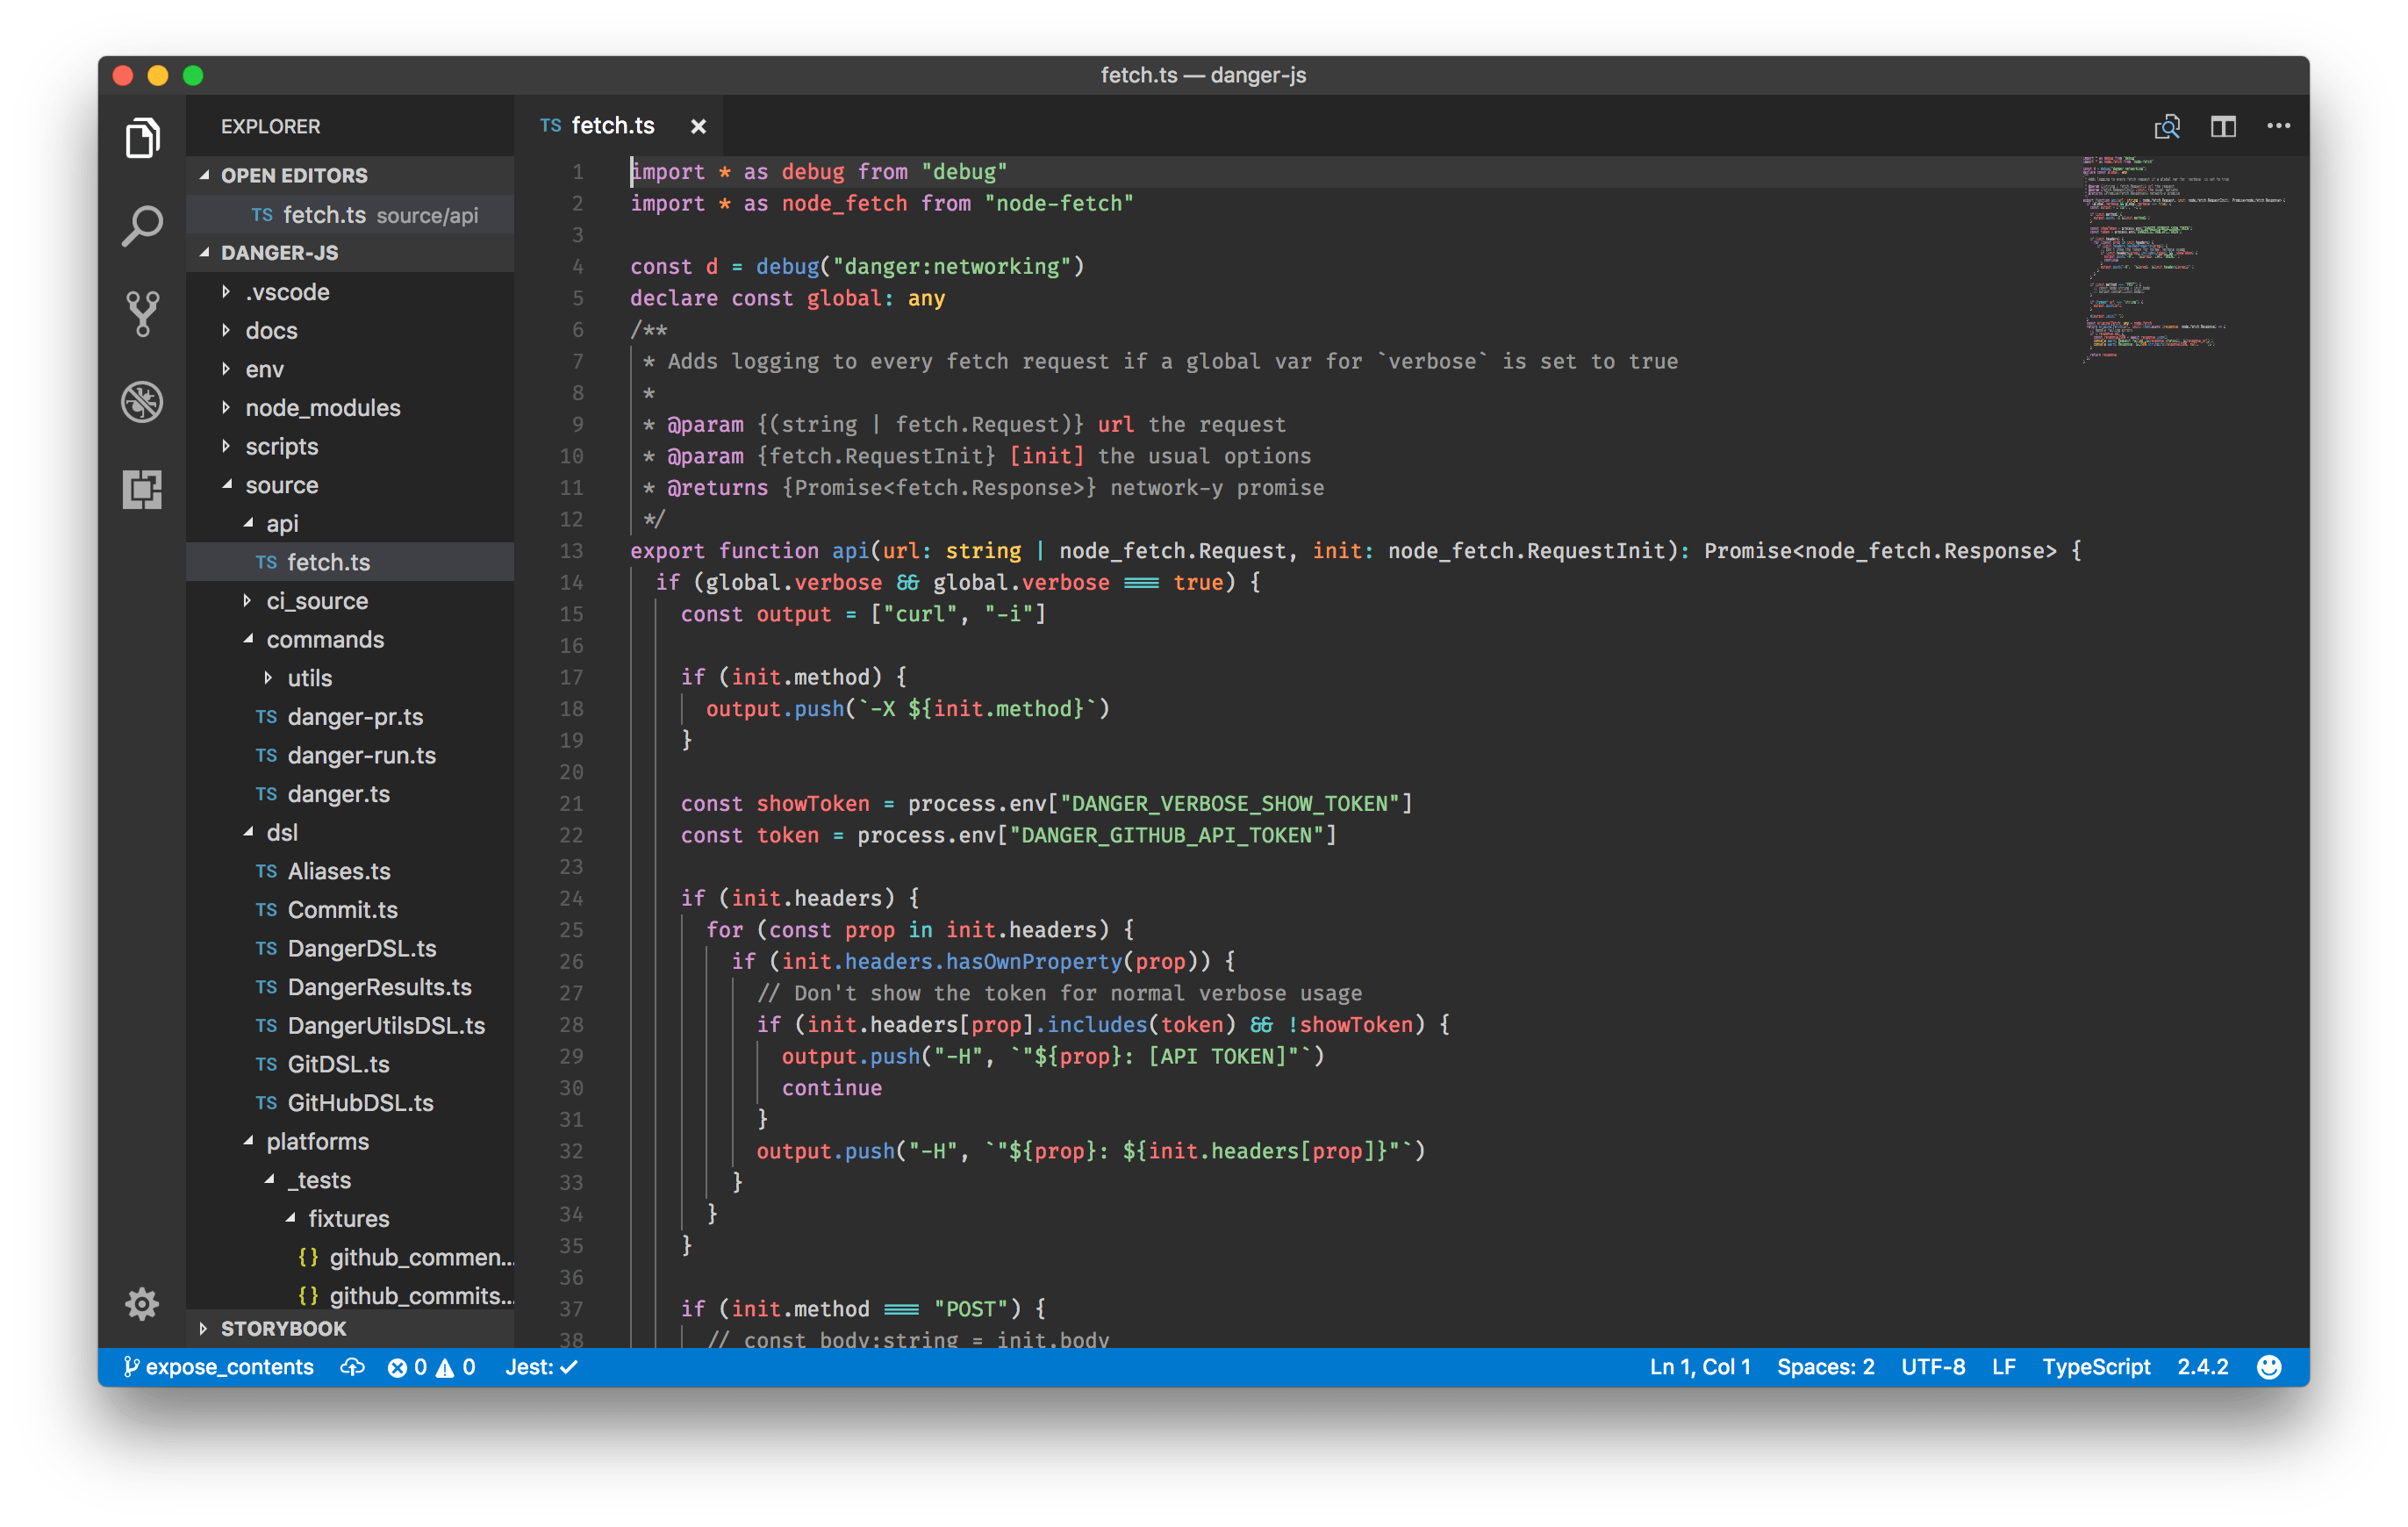 fetch.ts — danger-js
EXPLORER
OPEN EDITORS
TS fetch.ts source/api
DANGER-JS
.vscode
docs
env
node_modules
scripts
source
api
TS fetch.ts
ci_source
commands
utils
TS danger-pr.ts
TS danger-run.ts
TS danger.ts
dsl
TS Aliases.ts
TS Commit.ts
TS DangerDSL.ts
TS DangerResults.ts
TS DangerUtilsDSL.ts
TS GitDSL.ts
TS GitHubDSL.ts
platforms
_tests
fixtures
{} github_commen...
{} github_commits...
STORYBOOK
TS fetch.ts ×
1 import * as debug from "debug"
2 import * as node_fetch from "node-fetch"
3
4 const d = debug("danger:networking")
5 declare const global: any
6 /**
7 * Adds logging to every fetch request if a global var for `verbose` is set to true
8 *
9 * @param {(string | fetch.Request)} url the request
10 * @param {fetch.RequestInit} [init] the usual options
11 * @returns {Promise<fetch.Response>} network-y promise
12 */
13 export function api(url: string | node_fetch.Request, init: node_fetch.RequestInit): Promise<node_fetch.Response> {
14 if (global.verbose && global.verbose === true) {
15 const output = ["curl", "-i"]
16
17 if (init.method) {
18 output.push(`-X ${init.method}`)
19 }
20
21 const showToken = process.env["DANGER_VERBOSE_SHOW_TOKEN"]
22 const token = process.env["DANGER_GITHUB_API_TOKEN"]
23
24 if (init.headers) {
25 for (const prop in init.headers) {
26 if (init.headers.hasOwnProperty(prop)) {
27 // Don't show the token for normal verbose usage
28 if (init.headers[prop].includes(token) && !showToken) {
29 output.push("-H", `"${prop}: [API TOKEN]"`)
30 continue
31 }
32 output.push("-H", `"${prop}: ${init.headers[prop]}"`)
33 }
34 }
35 }
36
37 if (init.method === "POST") {
38 // const body:string = init.body
expose_contents 0 0 Jest: ✓ Ln 1, Col 1 Spaces: 2 UTF-8 LF TypeScript 2.4.2